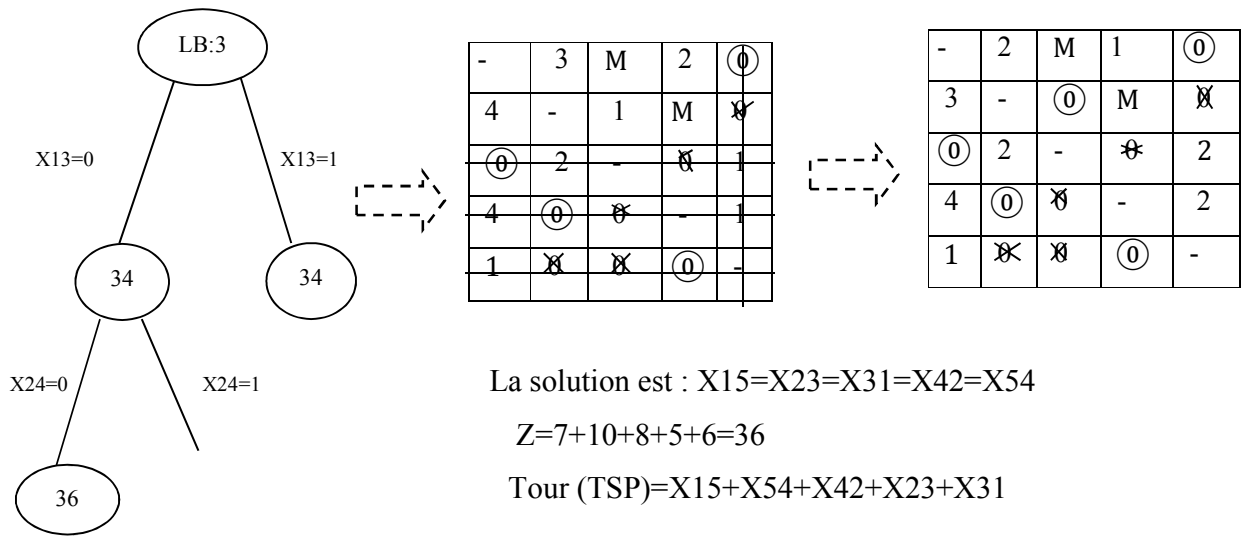 LB:3
X13=0
X13=1
34
34
X24=0
X24=1
36
- 3 M 2 0
4 - 1 M 0
0 2 - 0 1
4 0 0 - 1
1 0 0 0 -
- 2 M 1 0
3 - 0 M 0
0 2 - 0 2
4 0 0 - 2
1 0 0 0 -
La solution est : X15=X23=X31=X42=X54
Z=7+10+8+5+6=36
Tour (TSP)=X15+X54+X42+X23+X31